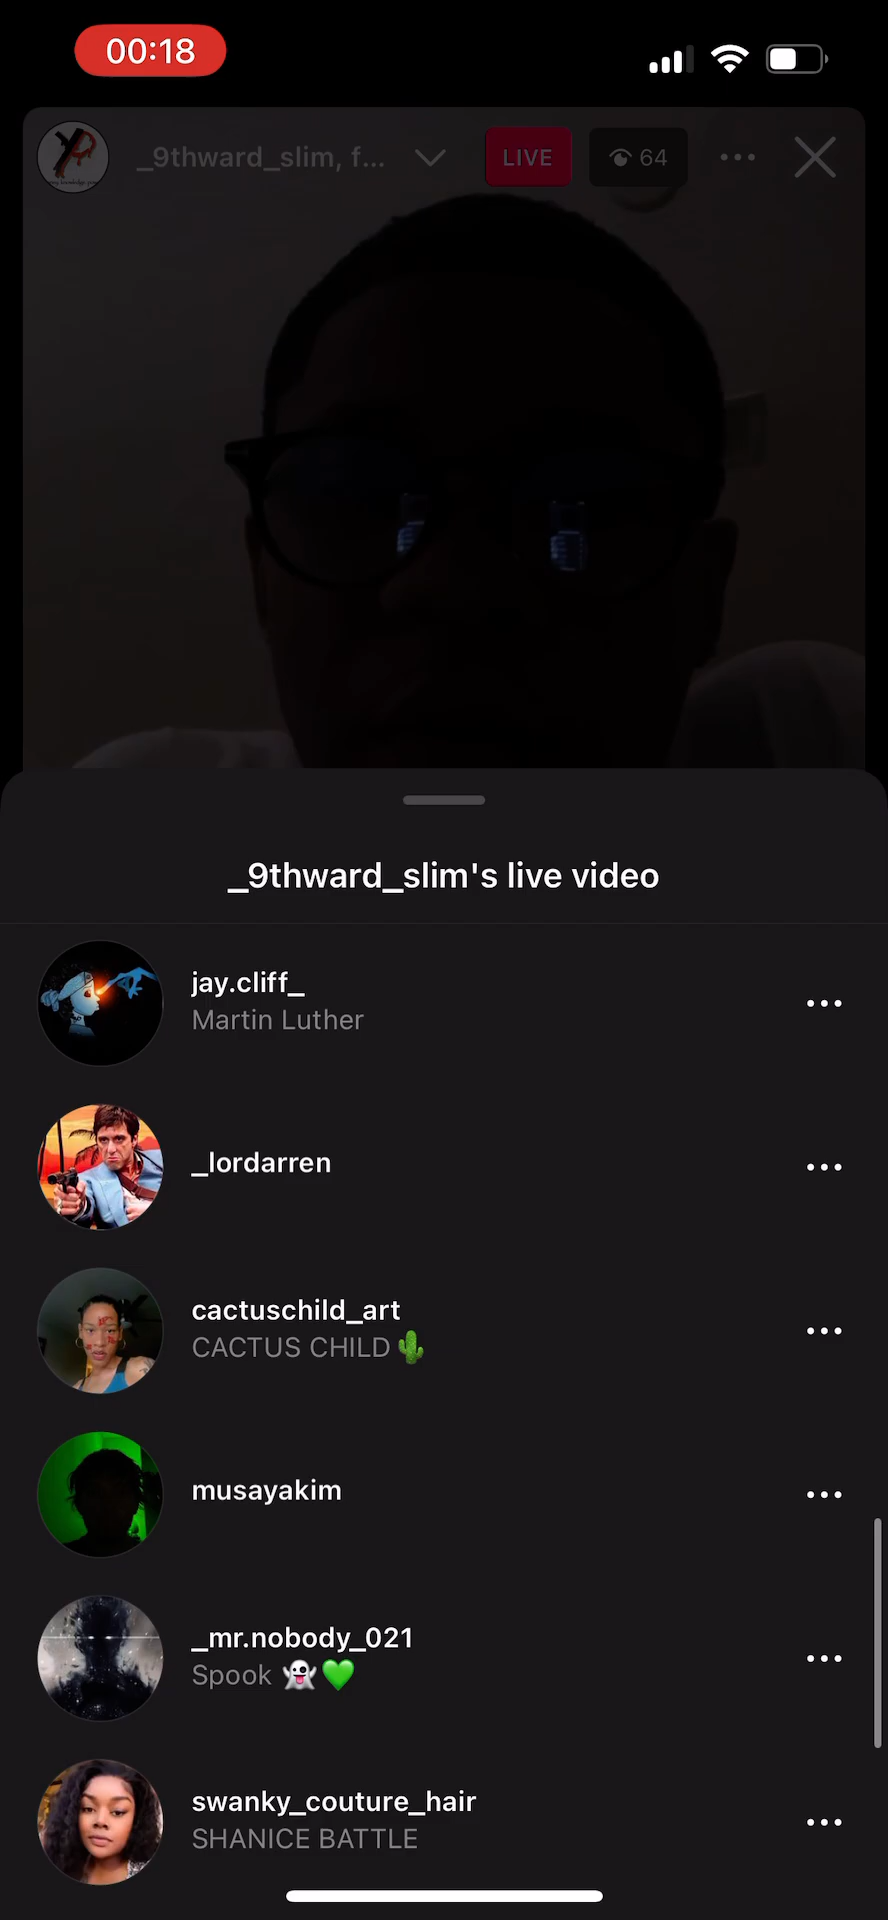 00:18
_9thward_slim, f...
LIVE
64
_9thward_slim's live video
jay.cliff_
Martin Luther
_lordarren
cactuschild_art
CACTUS CHILD🌵
musayakim
_mr.nobody_021
Spook 👻💚
swanky_couture_hair
SHANICE BATTLE